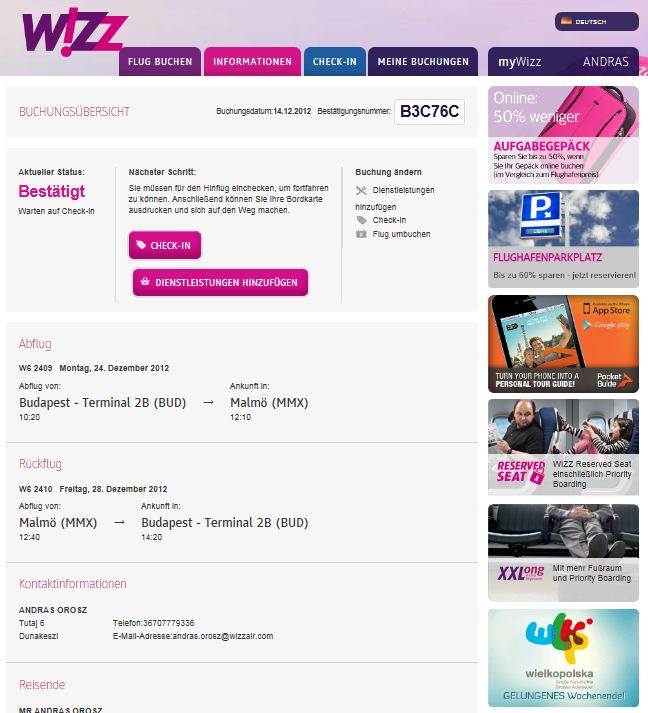 WIZZ
DEUTSCH
FLUG BUCHEN
INFORMATIONEN
CHECK-IN
MEINE BUCHUNGEN
myWizz ANDRAS
BUCHUNGSÜBERSICHT
Buchungsdatum:14.12.2012 Bestätigungsnummer: B3C76C
Aktueller Status:
Bestätigt
Warten auf Check-in
Nächster Schritt:
Sie müssen für den Hinflug einchecken, um fortfahren
zu können. Anschließend können Sie Ihre Bordkarte
ausdrucken und sich auf den Weg machen.
CHECK-IN
DIENSTLEISTUNGEN HINZUFÜGEN
Buchung ändern
Dienstleistungen
hinzufügen
Check-in
Flug umbuchen
Abflug
W6 2409 Montag, 24. Dezember 2012
Abflug von: Ankunft in:
Budapest - Terminal 2B (BUD) → Malmö (MMX)
10:20 12:10
Rückflug
W6 2410 Freitag, 28. Dezember 2012
Abflug von: Ankunft in:
Malmö (MMX) → Budapest - Terminal 2B (BUD)
12:40 14:20
Kontaktinformationen
ANDRAS OROSZ
Tutaj 6 Telefon:36707779336
Dunakeszi E-Mail-Adresse:andras.orosz@wizzair.com
Reisende
MR ANDRAS OROSZ
Online:
50% weniger
AUFGABEGEPÄCK
Sparen Sie bis zu 50%, wenn
Sie Ihr Gepäck online buchen
(im Vergleich zum Flughafenpreis)
P
FLUGHAFENPARKPLATZ
Bis zu 60% sparen - jetzt reservieren!
Available on the iPhone
App Store
Google play
TURN YOUR PHONE INTO A
PERSONAL TOUR GUIDE!
Pocket
Guide
RESERVED
SEAT
WIZZ Reserved Seat
einschließlich Priority
Boarding
XXLong
Mit mehr Fußraum
und Priority Boarding
wielkopolska
Große Geschichte
Großes Abenteuer
GELUNGENES Wochenende!